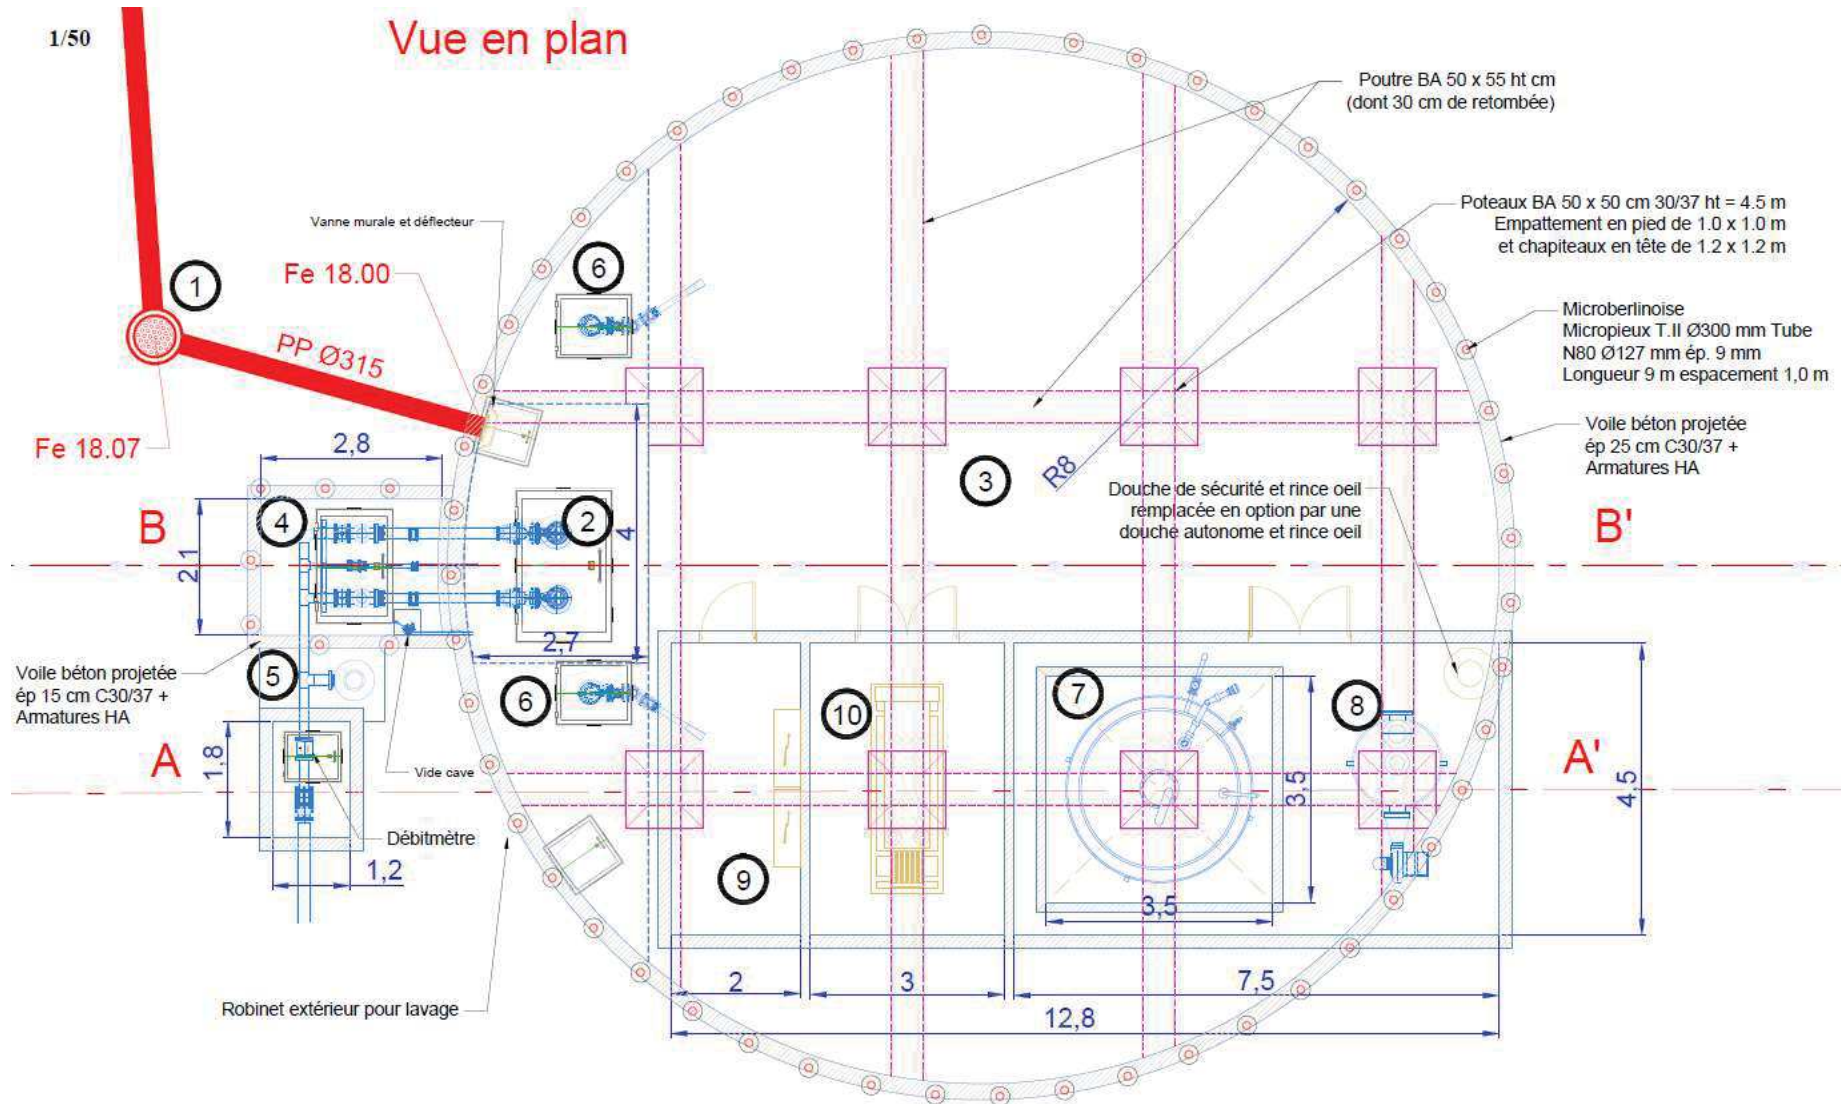 1/50
Vue en plan
Poutre BA 50 x 55 ht cm
(dont 30 cm de retombée)
Poteaux BA 50 x 50 cm 30/37 ht = 4.5 m
Empattement en pied de 1.0 x 1.0 m
et chapiteaux en tête de 1.2 x 1.2 m
Vanne murale et déflecteur
6
1
Fe 18.00
PP Ø315
Microberlinoise
Micropieux T.II Ø300 mm Tube
N80 Ø127 mm ép. 9 mm
Longueur 9 m espacement 1,0 m
Fe 18.07
2,8
R8
3
Voile béton projetée
ép 25 cm C30/37 +
Armatures HA
Douche de sécurité et rince oeil
remplacée en option par une
douche autonome et rince oeil
B
4
2
4
B'
2,1
2,7
Voile béton projetée
ép 15 cm C30/37 +
Armatures HA
5
6
10
7
8
A
1,8
Vide cave
3,5
A'
4,5
Débitmètre
1,2
9
3,5
2
3
7,5
Robinet extérieur pour lavage
12,8